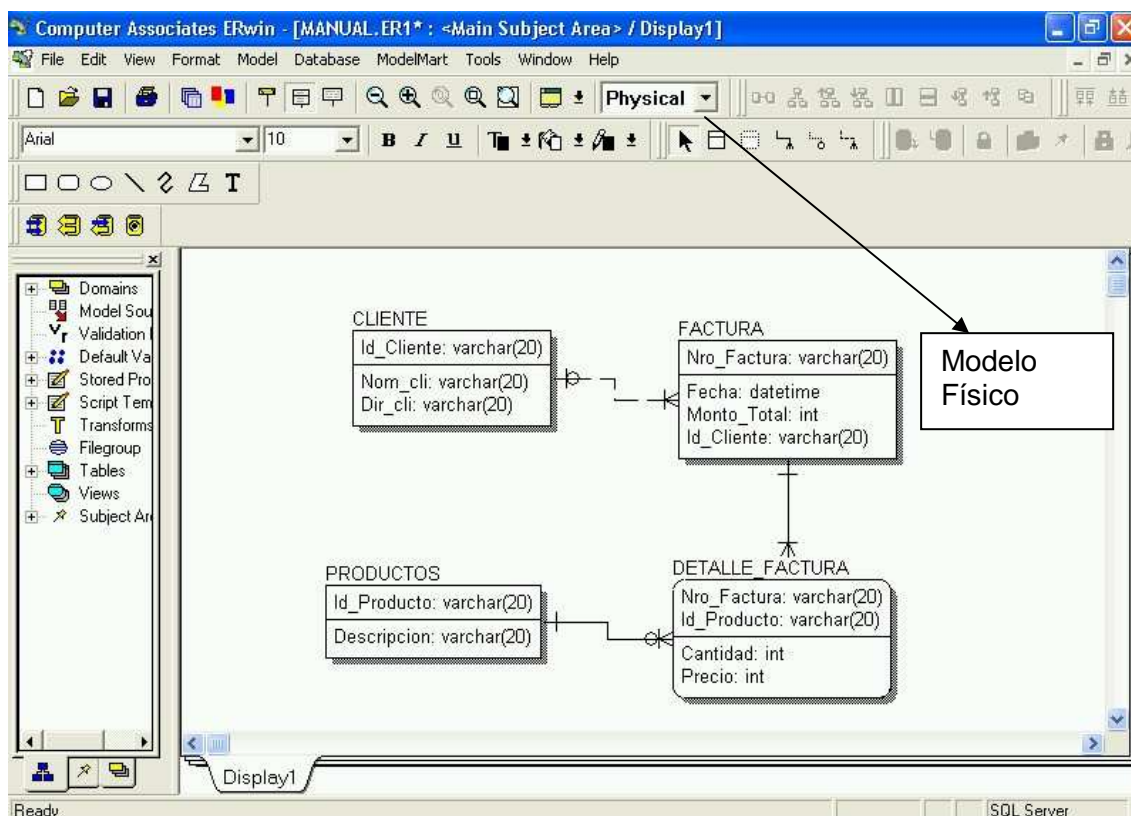 Computer Associates ERwin - [MANUAL.ER1* : <Main Subject Area> / Display1]
File Edit View Format Model Database ModelMart Tools Window Help
Physical
Arial 10 B I U T
T
Domains
Model Sou
Validation
Default Va
Stored Pro
Script Tem
Transforms
Filegroup
Tables
Views
Subject Ar
CLIENTE
Id_Cliente: varchar(20)
Nom_cli: varchar(20)
Dir_cli: varchar(20)
FACTURA
Nro_Factura: varchar(20)
Fecha: datetime
Monto_Total: int
Id_Cliente: varchar(20)
Modelo
Físico
PRODUCTOS
Id_Producto: varchar(20)
Descripcion: varchar(20)
DETALLE_FACTURA
Nro_Factura: varchar(20)
Id_Producto: varchar(20)
Cantidad: int
Precio: int
Display1
Ready
SQL Server